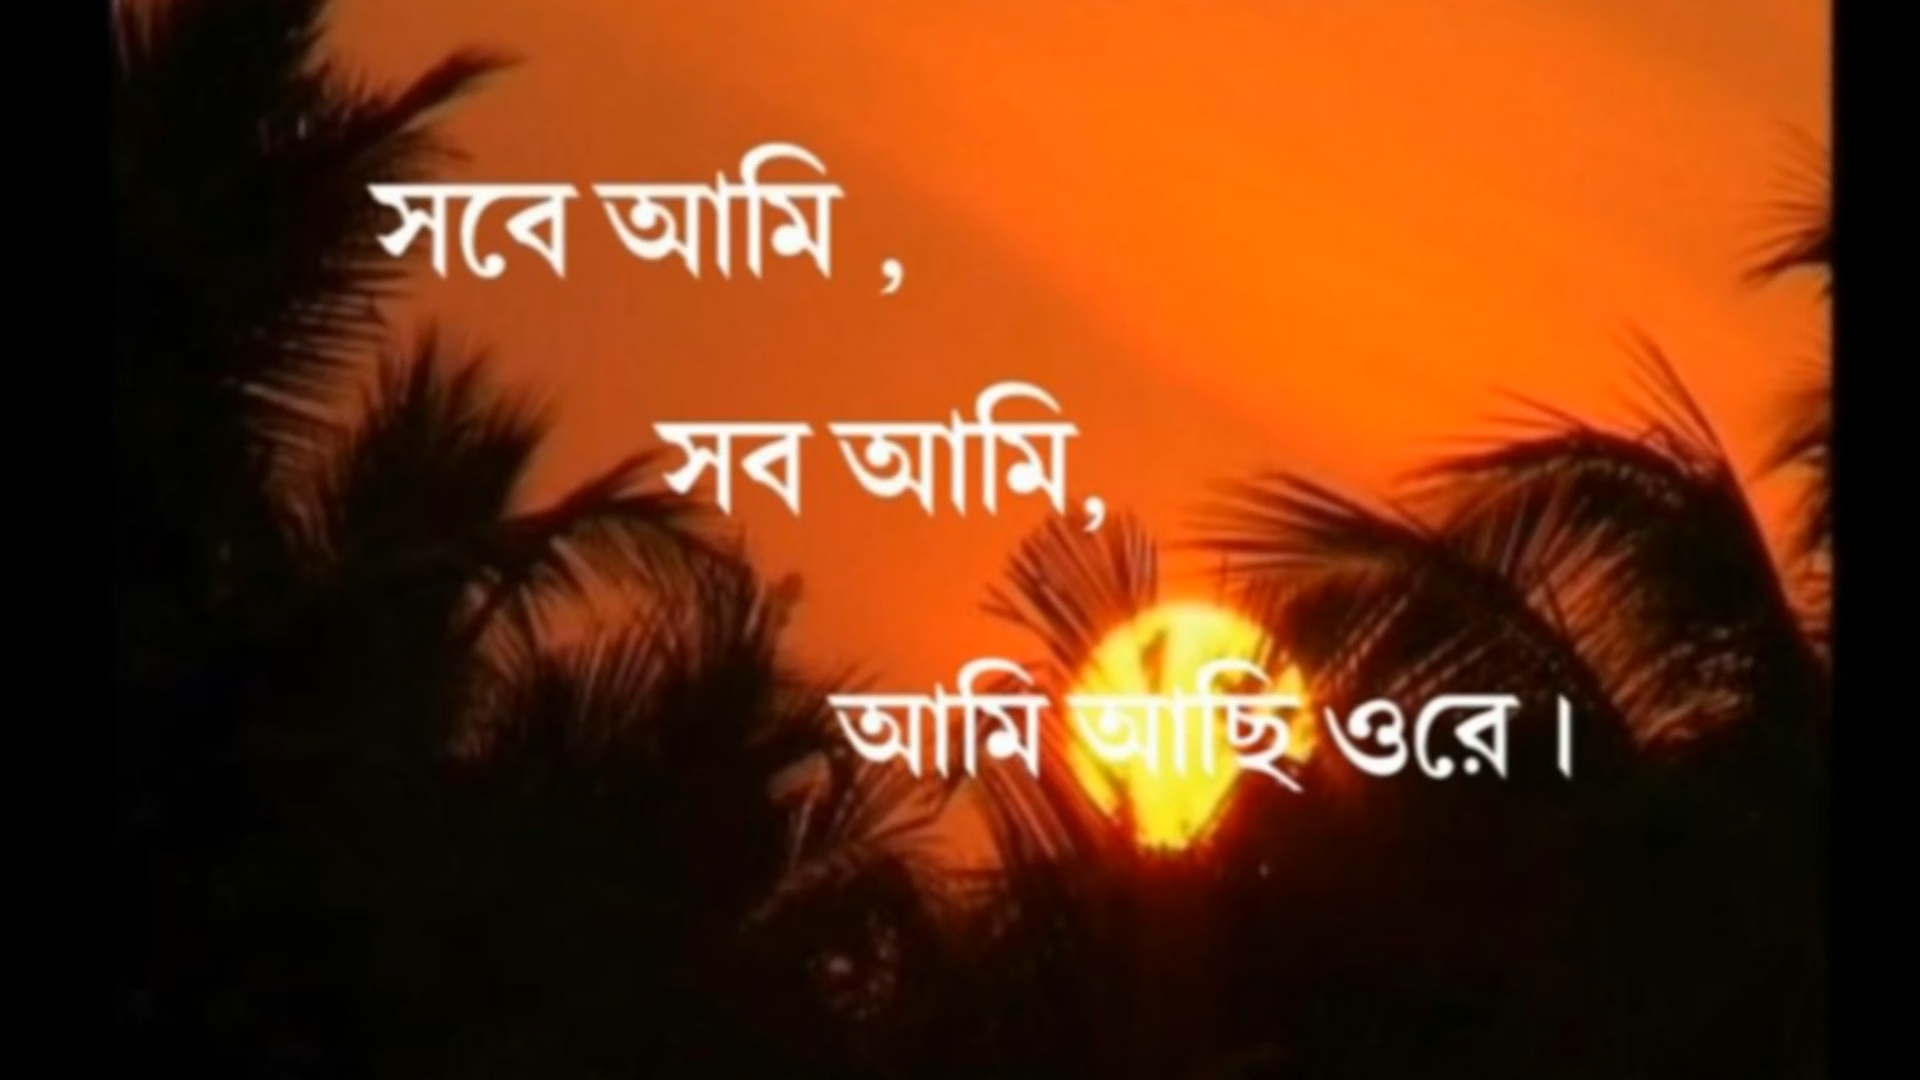 সবে আমি ,
সব আমি,
আমি আছি ওরে ।